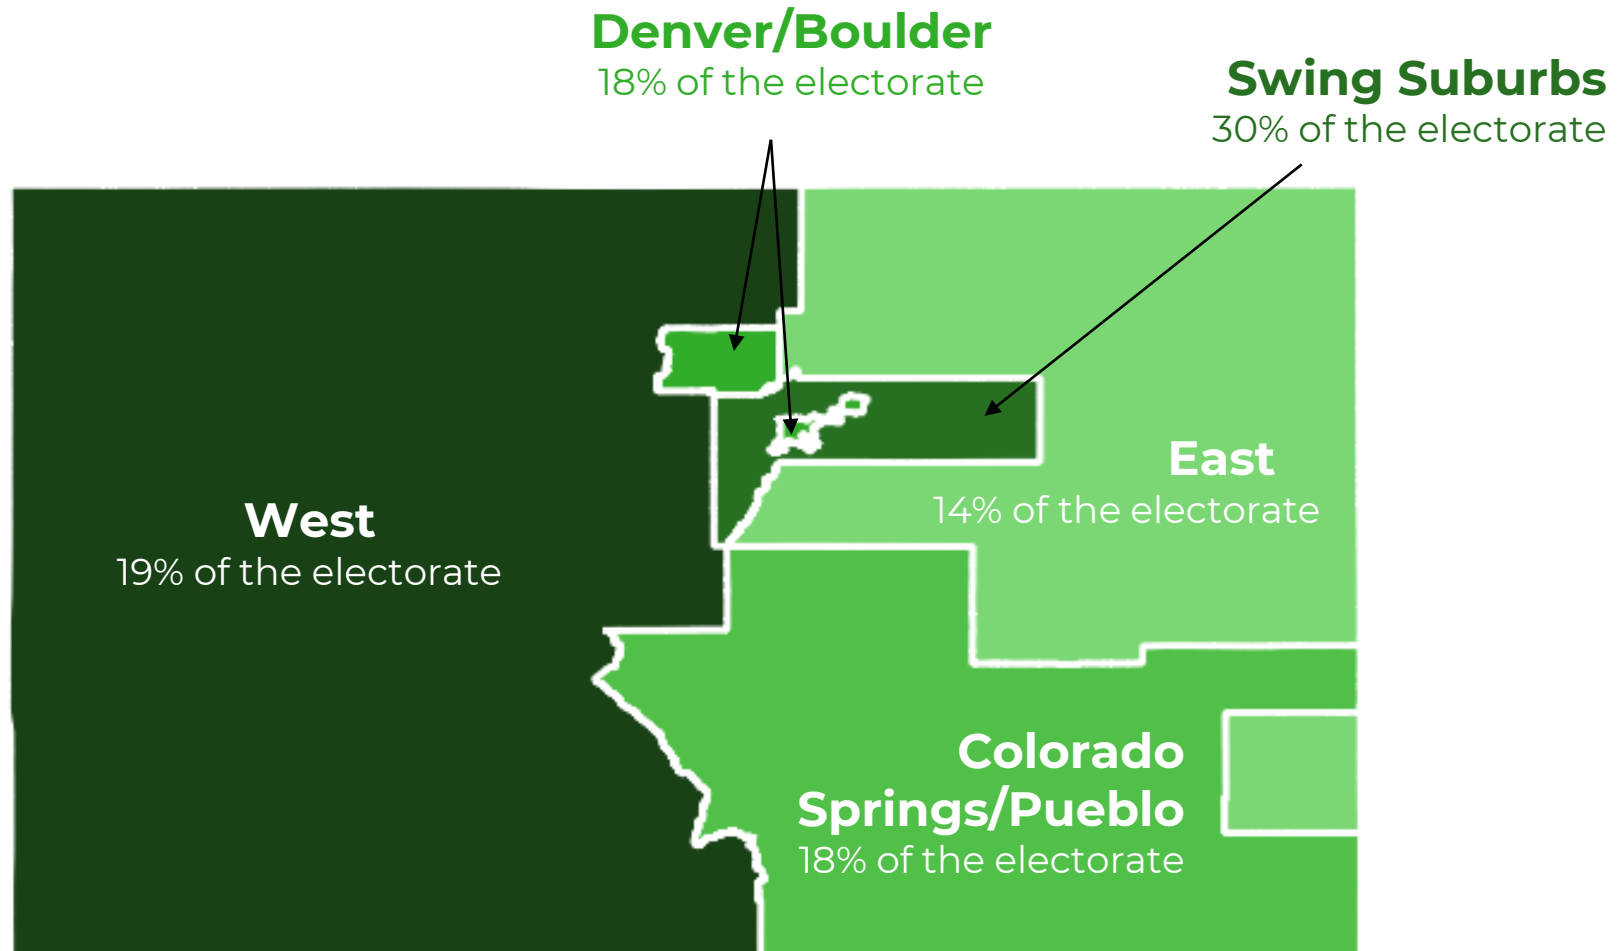 Denver/Boulder
18% of the electorate
Swing Suburbs
30% of the electorate
East
14% of the electorate
West
19% of the electorate
Colorado
Springs/Pueblo
18% of the electorate